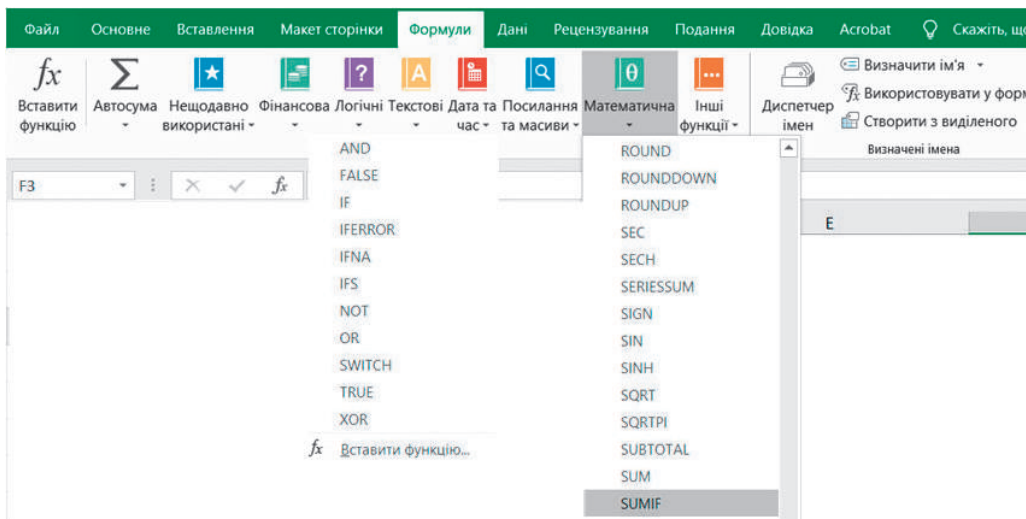 Файл Основне Вставлення Макет сторінки Формули Дані Рецензування Подання Довідка Acrobat Скажіть, що
Вставити функцію
Автосума
Нещодавно використані
Фінансова
Логічні
Текстові
Дата та час
Посилання та масиви
Математична
Інші функції
Диспетчер імен
Визначити ім'я
Використовувати у форм
Створити з виділеного
Визначені імена
F3
fx
E
AND
FALSE
IF
IFERROR
IFNA
IFS
NOT
OR
SWITCH
TRUE
XOR
fx Вставити функцію...
ROUND
ROUNDDOWN
ROUNDUP
SEC
SECH
SERIESSUM
SIGN
SIN
SINH
SQRT
SQRTPI
SUBTOTAL
SUM
SUMIF